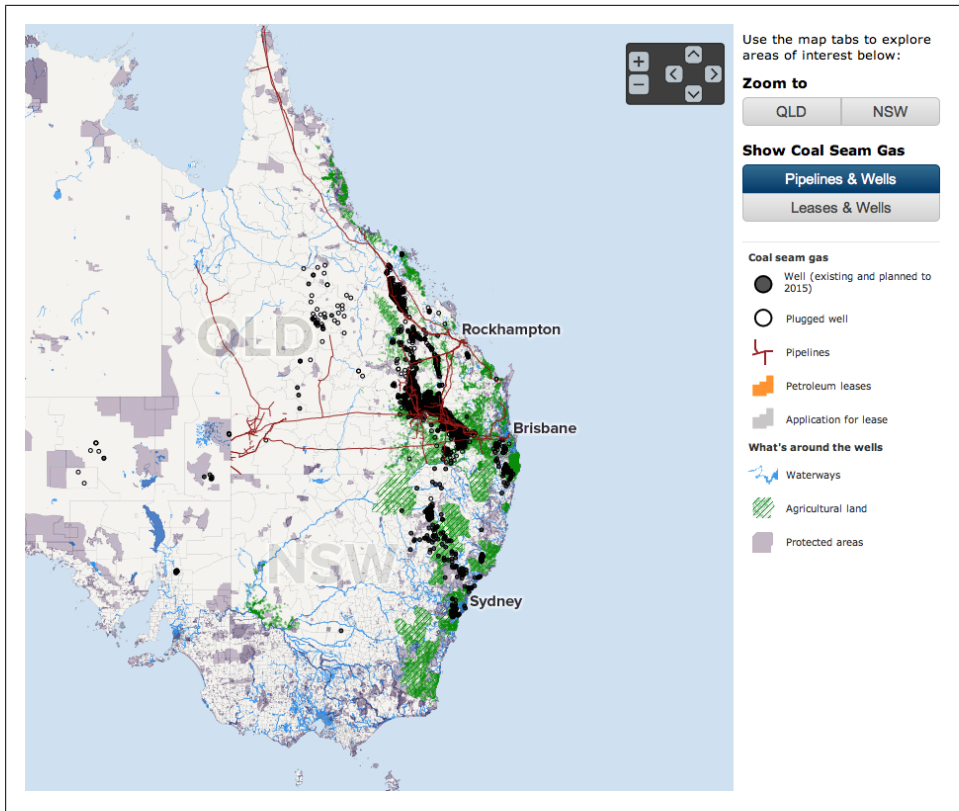 Use the map tabs to explore
areas of interest below:
Zoom to
QLD NSW
Show Coal Seam Gas
Pipelines & Wells
Leases & Wells
Coal seam gas
Well (existing and planned to
2015)
Plugged well
Pipelines
Petroleum leases
Application for lease
What's around the wells
Waterways
Agricultural land
Protected areas
QLD
Rockhampton
Brisbane
NSW
Sydney